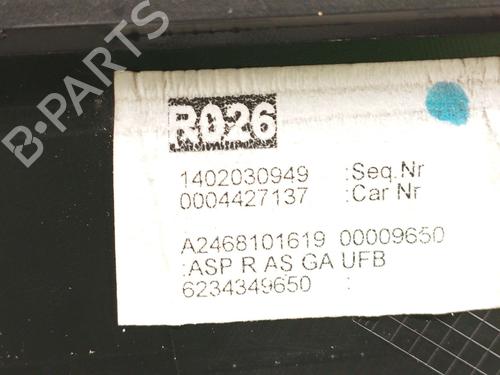 B-PARTS
R026
1402030949 :Seq.Nr
0004427137 :Car Nr
A2468101619 00009650
:ASP R AS GA UFB
6234349650 :